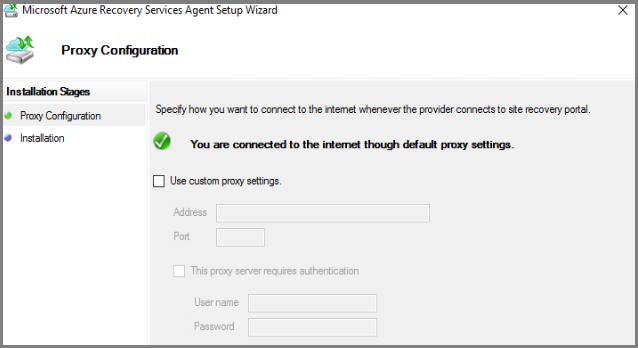 Microsoft Azure Recovery Services Agent Setup Wizard
Proxy Configuration
Installation Stages
Proxy Configuration
Installation
Specify how you want to connect to the internet whenever the provider connects to site recovery portal.
You are connected to the internet though default proxy settings.
Use custom proxy settings.
Address
Port
This proxy server requires authentication
User name
Password